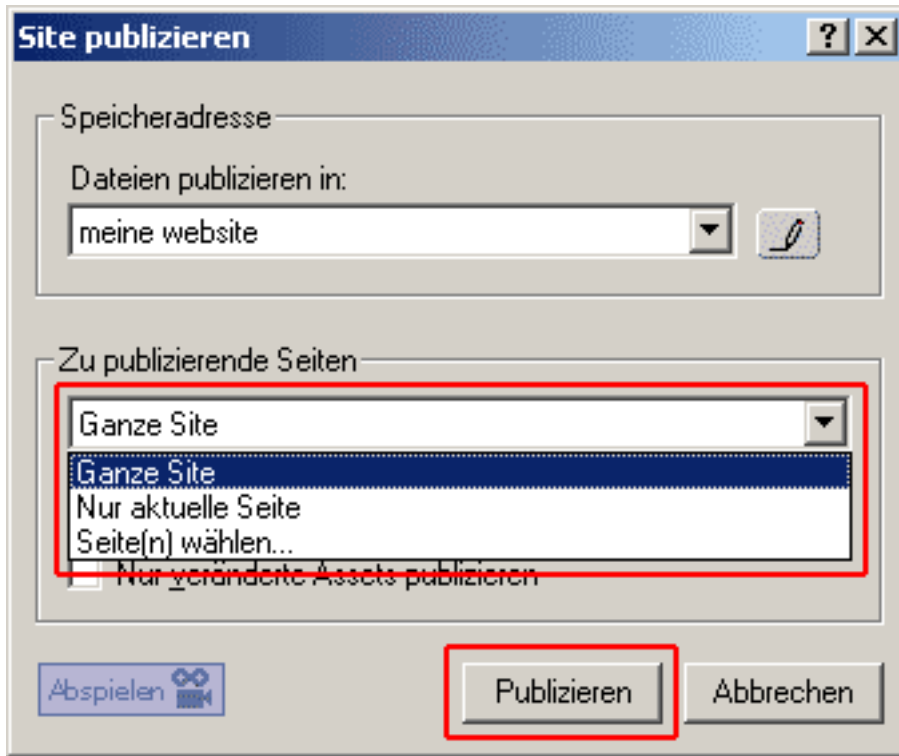 Site publizieren
Speicheradresse
Dateien publizieren in:
meine website
Zu publizierende Seiten
Ganze Site
Ganze Site
Nur aktuelle Seite
Seite(n) wählen...
Nur veränderte Assets publizieren
Abspielen Publizieren Abbrechen